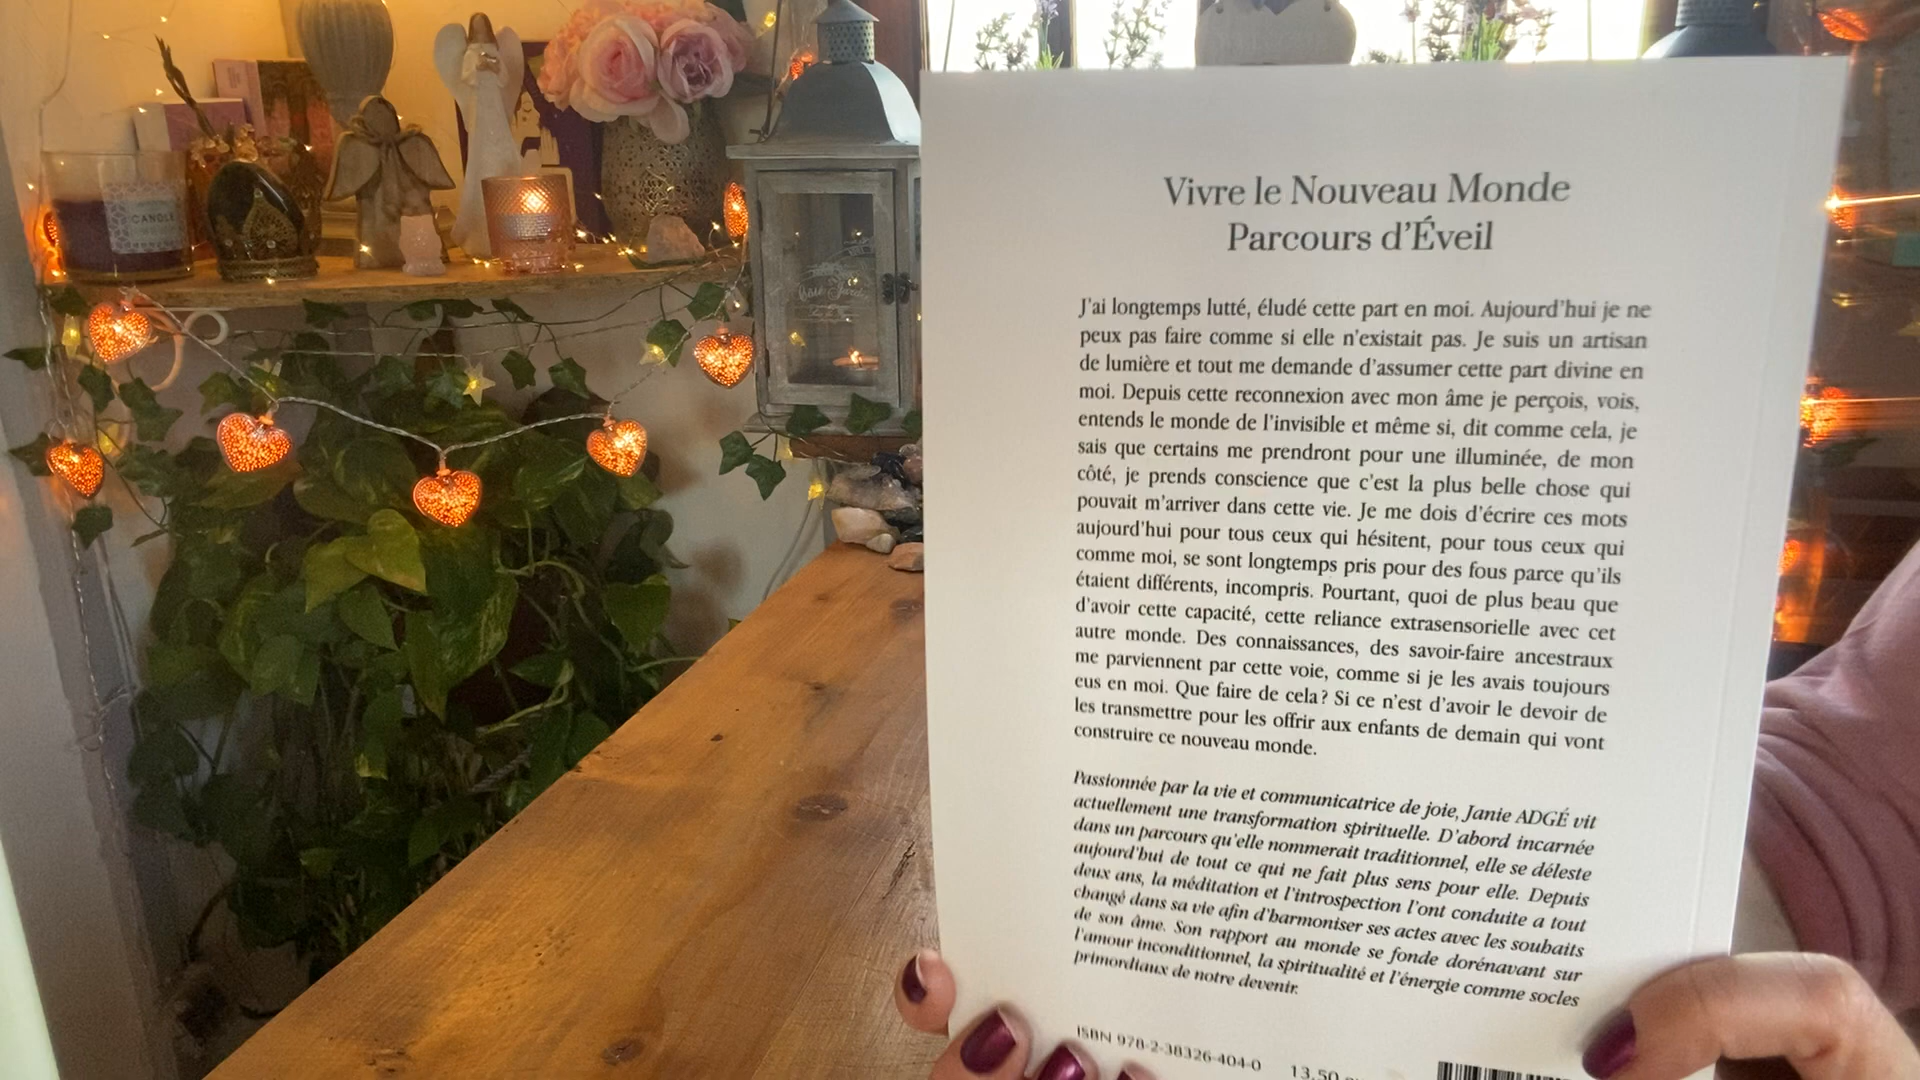 CANDLE
Vivre le Nouveau Monde
Parcours d'Éveil
J'ai longtemps lutté, éludé cette part en moi. Aujourd'hui je ne
peux pas faire comme si elle n'existait pas. Je suis un artisan
de lumière et tout me demande d'assumer cette part divine en
moi. Depuis cette reconnexion avec mon âme je perçois, vois,
entends le monde de l'invisible et même si, dit comme cela, je
sais que certains me prendront pour une illuminée, de mon
côté, je prends conscience que c'est la plus belle chose qui
pouvait m'arriver dans cette vie. Je me dois d'écrire ces mots
aujourd'hui pour tous ceux qui hésitent, pour tous ceux qui
comme moi, se sont longtemps pris pour des fous parce qu'ils
étaient différents, incompris. Pourtant, quoi de plus beau que
d'avoir cette capacité, cette reliance extrasensorielle avec cet
autre monde. Des connaissances, des savoir-faire ancestraux
me parviennent par cette voie, comme si je les avais toujours
eus en moi. Que faire de cela ? Si ce n'est d'avoir le devoir de
les transmettre pour les offrir aux enfants de demain qui vont
construire ce nouveau monde.
Passionnée par la vie et communicatrice de joie, Janie ADGÉ vit
actuellement une transformation spirituelle. D'abord incarnée
dans un parcours qu'elle nommerait traditionnel, elle se déleste
aujourd'hui de tout ce qui ne fait plus sens pour elle. Depuis
deux ans, la méditation et l'introspection l'ont conduite a tout
changé dans sa vie afin d'harmoniser ses actes avec les souhaits
de son âme. Son rapport au monde se fonde dorénavant sur
l'amour inconditionnel, la spiritualité et l'énergie comme socles
primordiaux de notre devenir.
ISBN 978-2-38326-404-0
13,50